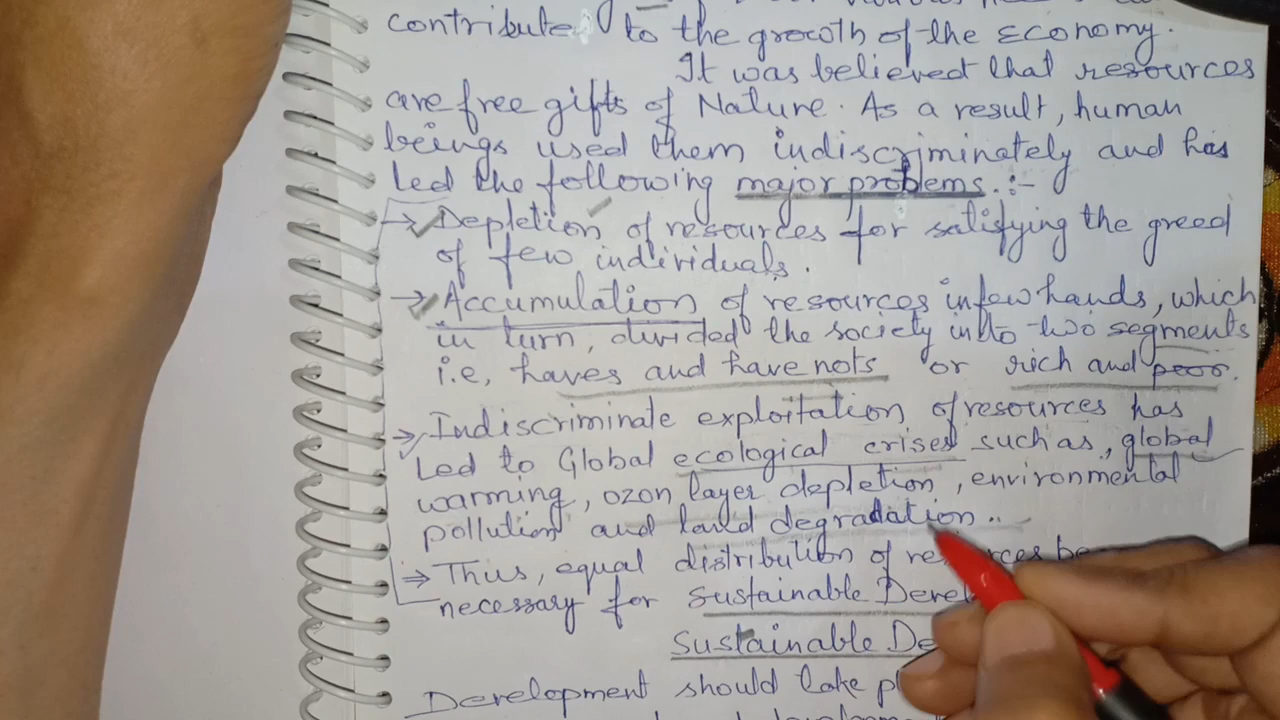 contribute to the growth of the Economy.
It was believed that resources
are free gifts of Nature. As a result, human
beings used them indiscriminately and has
led the following major problems. :-
→ Depletion of resources for satifying the greed
of few individuals.
→ Accumulation of resources in few hands, which
in turn, divided the society into two segments
i.e, haves and have nots or rich and poor.
→ Indiscriminate exploitation of resources has
led to Global ecological crises such as, global
warming, ozon layer depletion, environmental
pollution and land degradation..
⇒ Thus, equal distribution of
necessary for Sustainable
Sustainable
Development should take